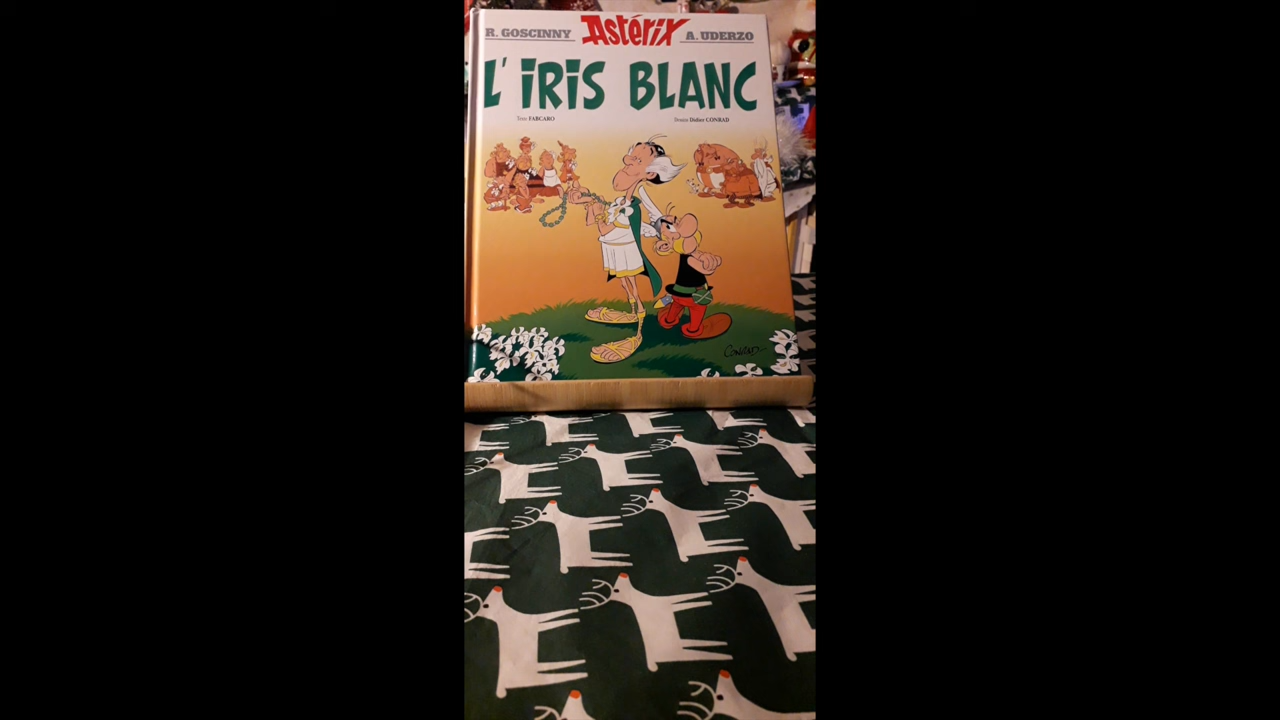 R. GOSCINNY Astérix A. UDERZO
L'IRIS BLANC
Texte FABCARO Dessin Didier CONRAD
CONRAD